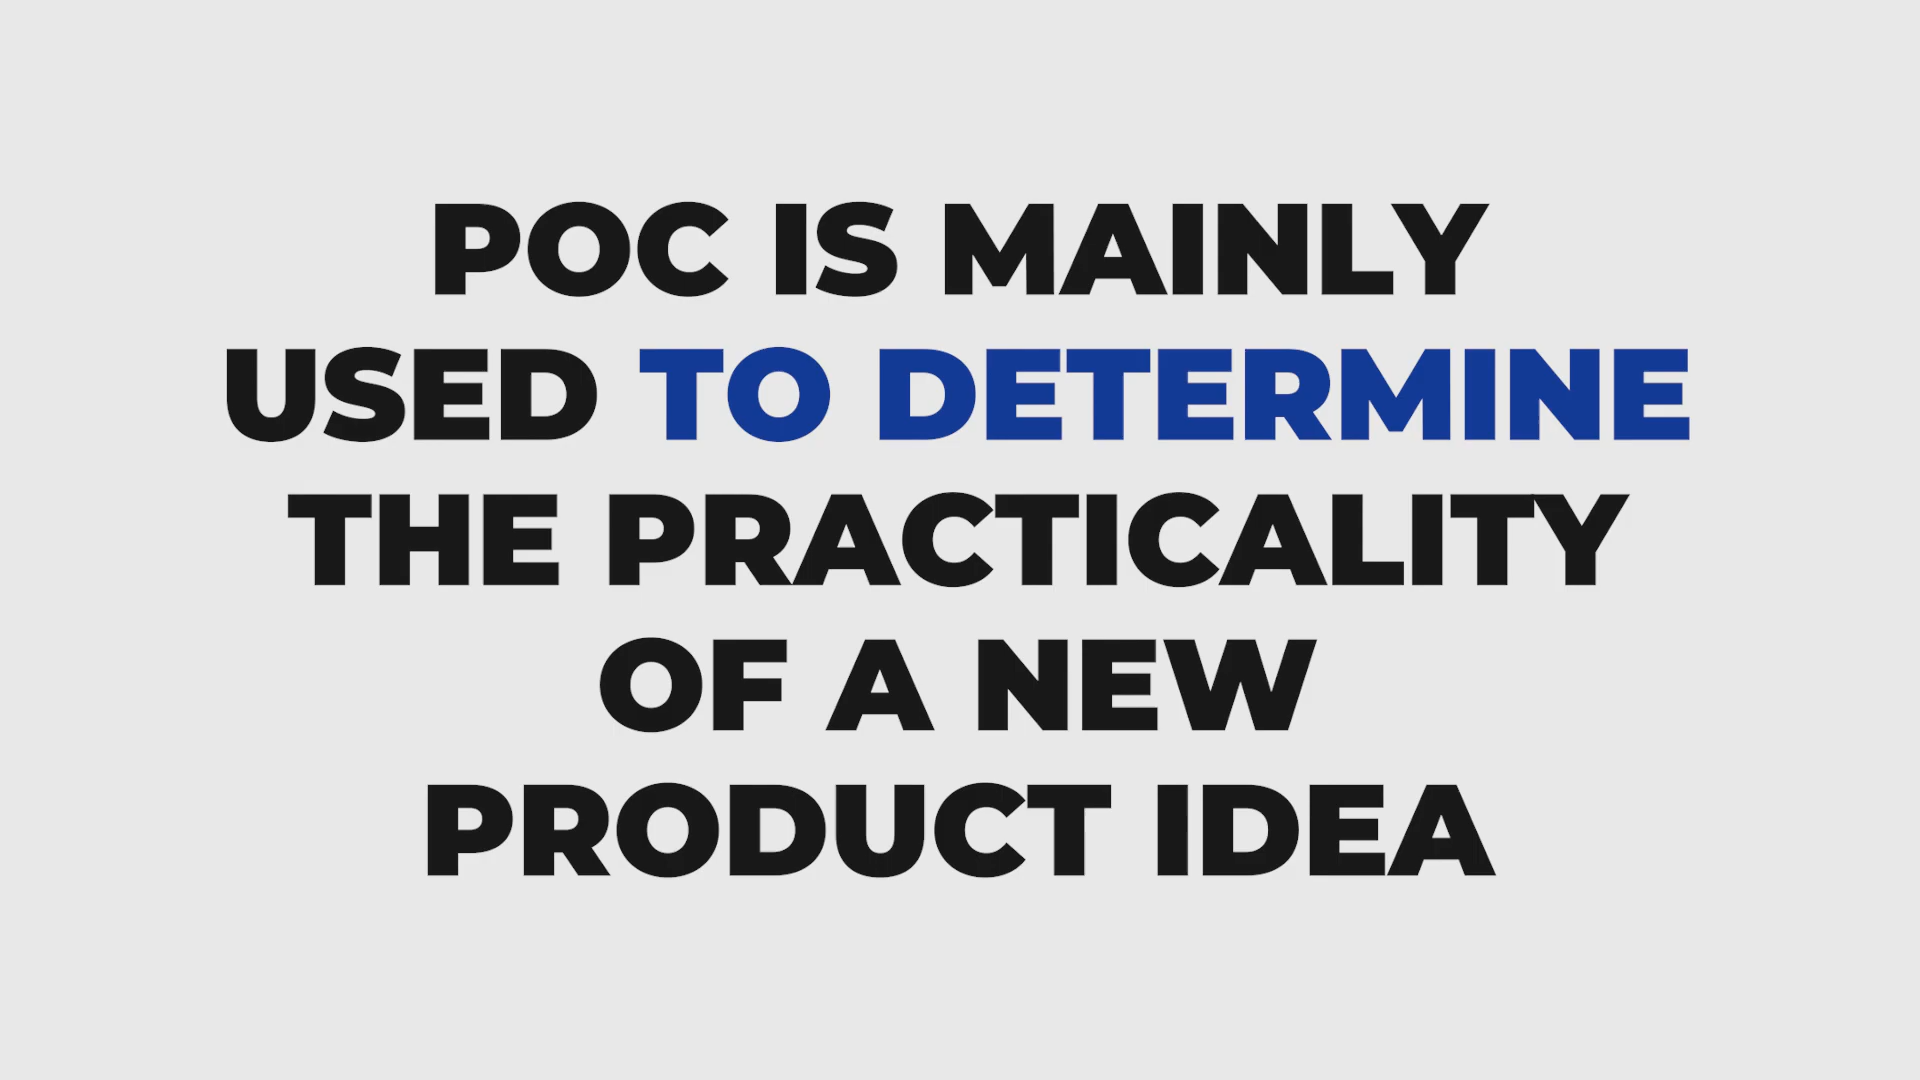 POC IS MAINLY
USED TO DETERMINE
THE PRACTICALITY
OF A NEW
PRODUCT IDEA